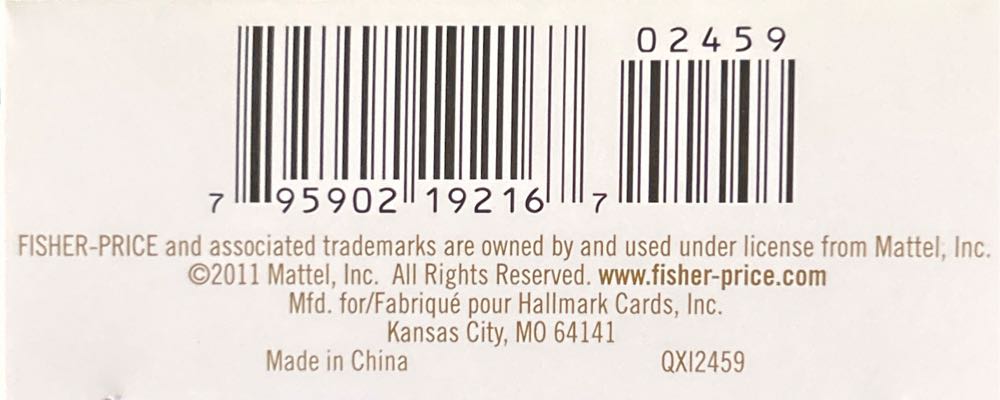 02459
7 95902 19216 7
FISHER-PRICE and associated trademarks are owned by and used under license from Mattel, Inc.
©2011 Mattel, Inc. All Rights Reserved. www.fisher-price.com
Mfd. for/Fabriqué pour Hallmark Cards, Inc.
Kansas City, MO 64141
Made in China QXI2459